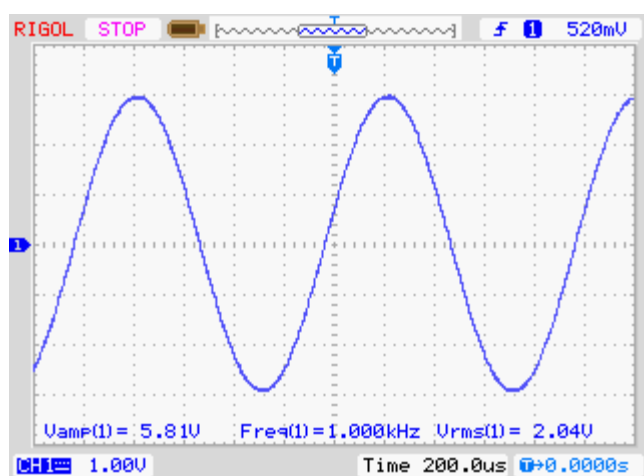 RIGOL STOP T f 1 520mV
T
1
Vamp(1)= 5.81V Freq(1)=1.000kHz Vrms(1)= 2.04V
CH1 1.00V Time 200.0us T→0.0000s